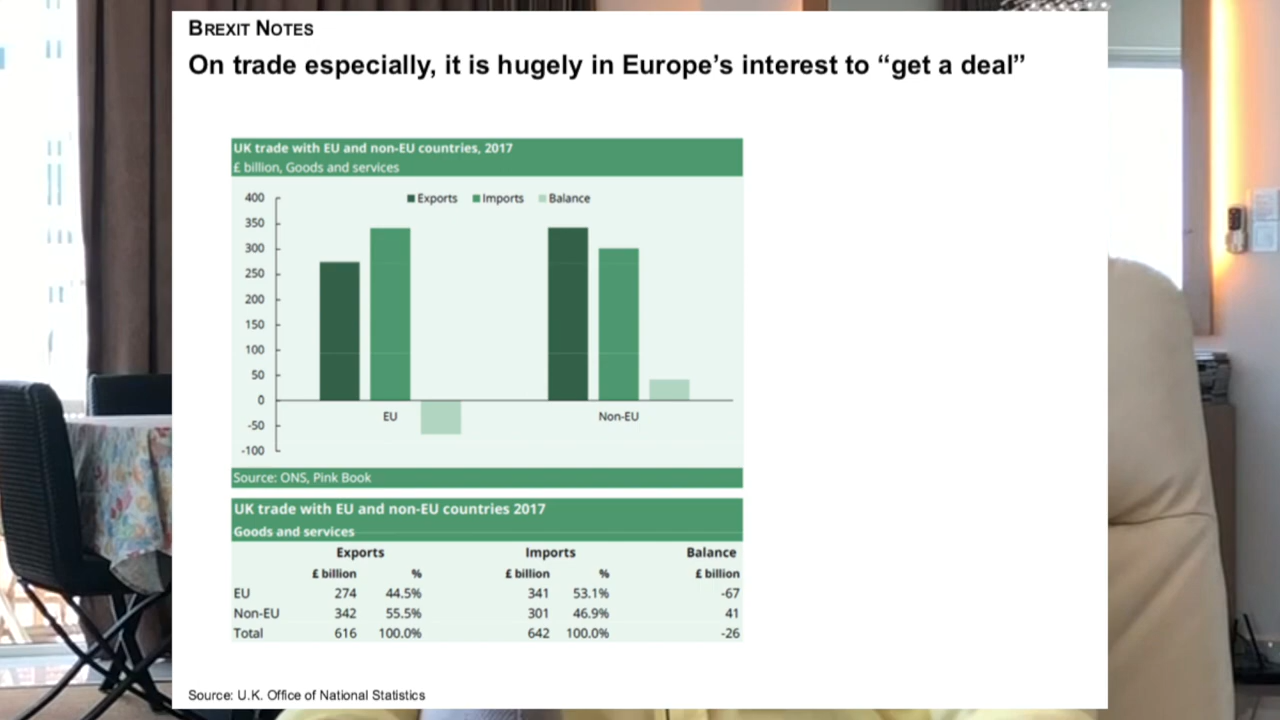 BREXIT NOTES
On trade especially, it is hugely in Europe's interest to “get a deal”
UK trade with EU and non-EU countries, 2017
£ billion, Goods and services
Exports Imports Balance
400
350
300
250
200
150
100
50
0
-50
-100
EU Non-EU
Source: ONS, Pink Book
UK trade with EU and non-EU countries 2017
Goods and services
Exports Imports Balance
£ billion % £ billion % £ billion
EU 274 44.5% 341 53.1% -67
Non-EU 342 55.5% 301 46.9% 41
Total 616 100.0% 642 100.0% -26
Source: U.K. Office of National Statistics